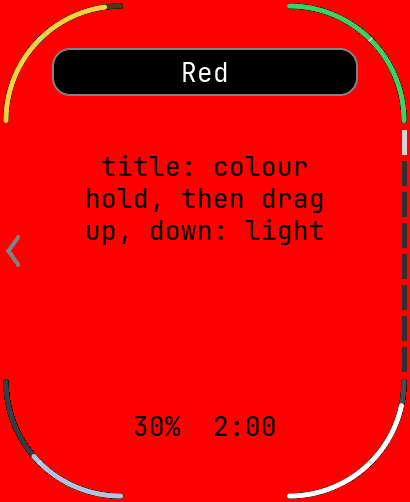 Red
title: colour
hold, then drag
up, down: light
30% 2:00